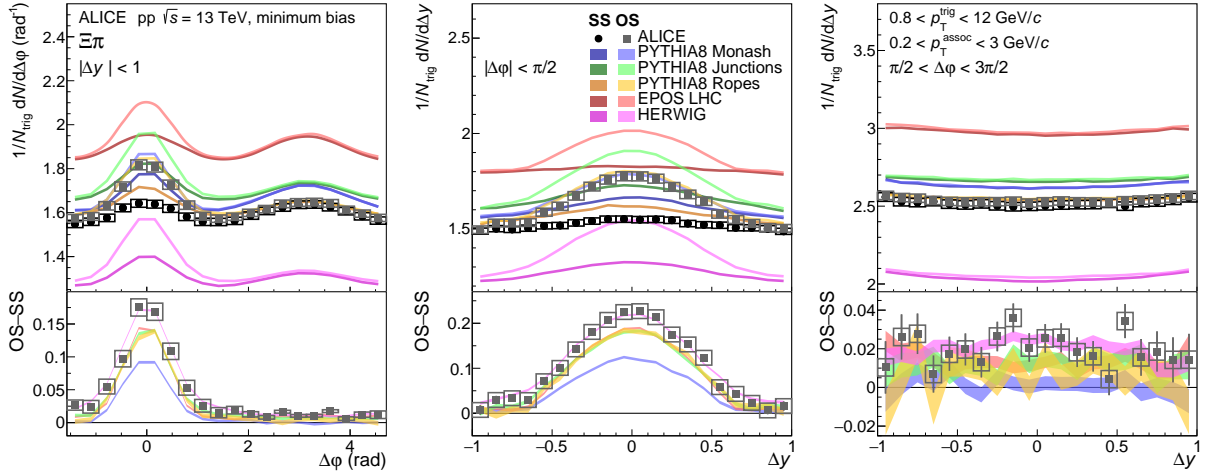 ALICE pp √s = 13 TeV, minimum bias
Ξπ
|Δy| < 1
1/N_trig dN/dΔφ (rad⁻¹)
2.4
2.2
2
1.8
1.6
1.4
OS–SS
0.15
0.1
0.05
0
0 2 4
Δφ (rad)
|Δφ| < π/2
SS OS
ALICE
PYTHIA8 Monash
PYTHIA8 Junctions
PYTHIA8 Ropes
EPOS LHC
HERWIG
1/N_trig dN/dΔy
2.5
2
1.5
OS–SS
0.2
0.1
0
−1 −0.5 0 0.5 1
Δy
0.8 < p_T^trig < 12 GeV/c
0.2 < p_T^assoc < 3 GeV/c
π/2 < Δφ < 3π/2
1/N_trig dN/dΔy
3.5
3
2.5
2
OS–SS
0.04
0.02
0
−0.02
−1 −0.5 0 0.5 1
Δy